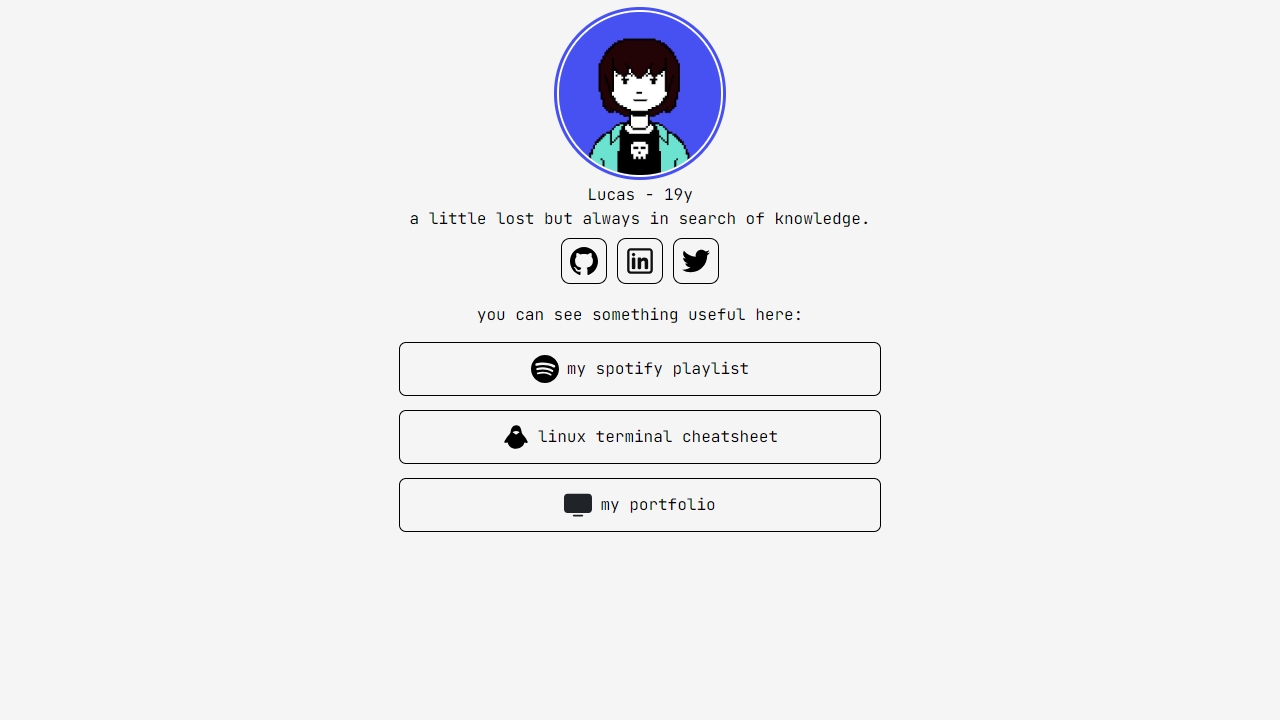 Lucas - 19y
a little lost but always in search of knowledge.
in
you can see something useful here:
my spotify playlist
linux terminal cheatsheet
my portfolio